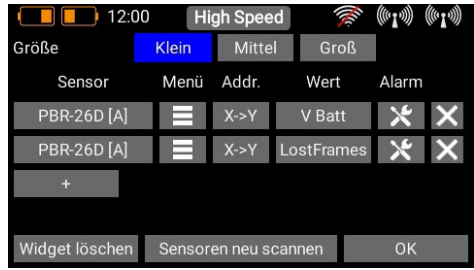 12:00 High Speed
Größe Klein Mittel Groß
Sensor Menü Addr. Wert Alarm
PBR-26D [A] X->Y V Batt
PBR-26D [A] X->Y LostFrames
+
Widget löschen Sensoren neu scannen OK